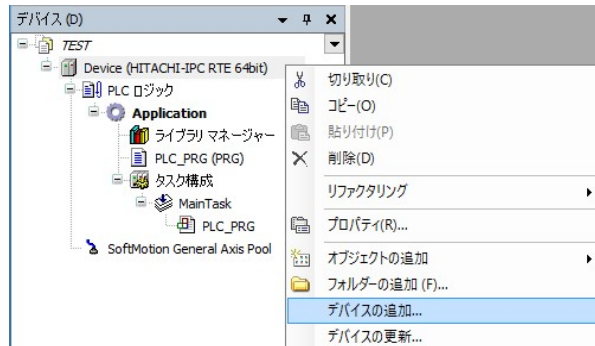 デバイス (D)
TEST
Device (HITACHI-IPC RTE 64bit)
PLC ロジック
Application
ライブラリ マネージャー
PLC_PRG (PRG)
タスク構成
MainTask
PLC_PRG
SoftMotion General Axis Pool
切り取り(C)
コピー(O)
貼り付け(P)
削除(D)
リファクタリング
プロパティ(R)...
オブジェクトの追加
フォルダーの追加 (F)...
デバイスの追加...
デバイスの更新...